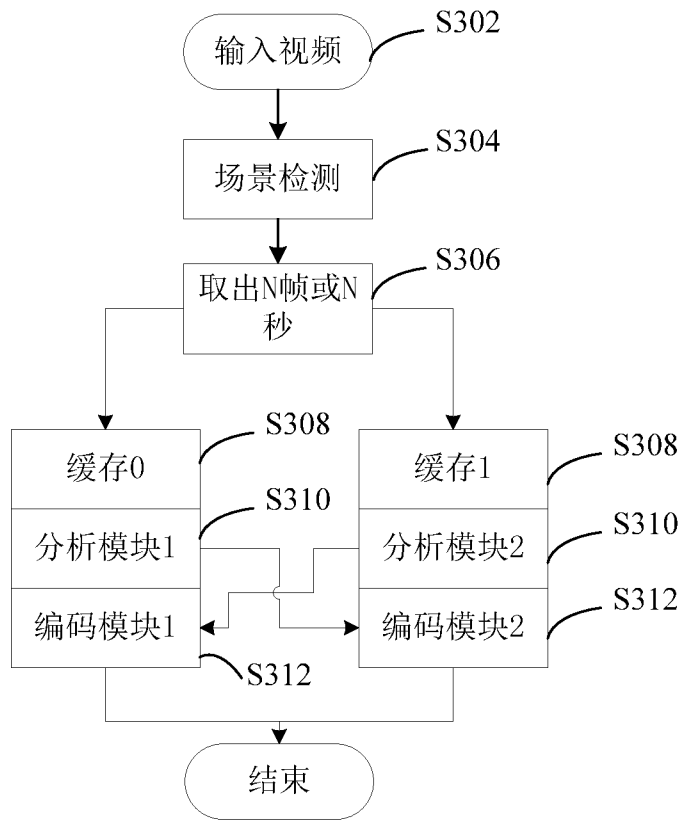 输入视频
S302
场景检测
S304
取出N帧或N
秒
S306
缓存0
S308
分析模块1
S310
编码模块1
S312
缓存1
S308
分析模块2
S310
编码模块2
S312
结束